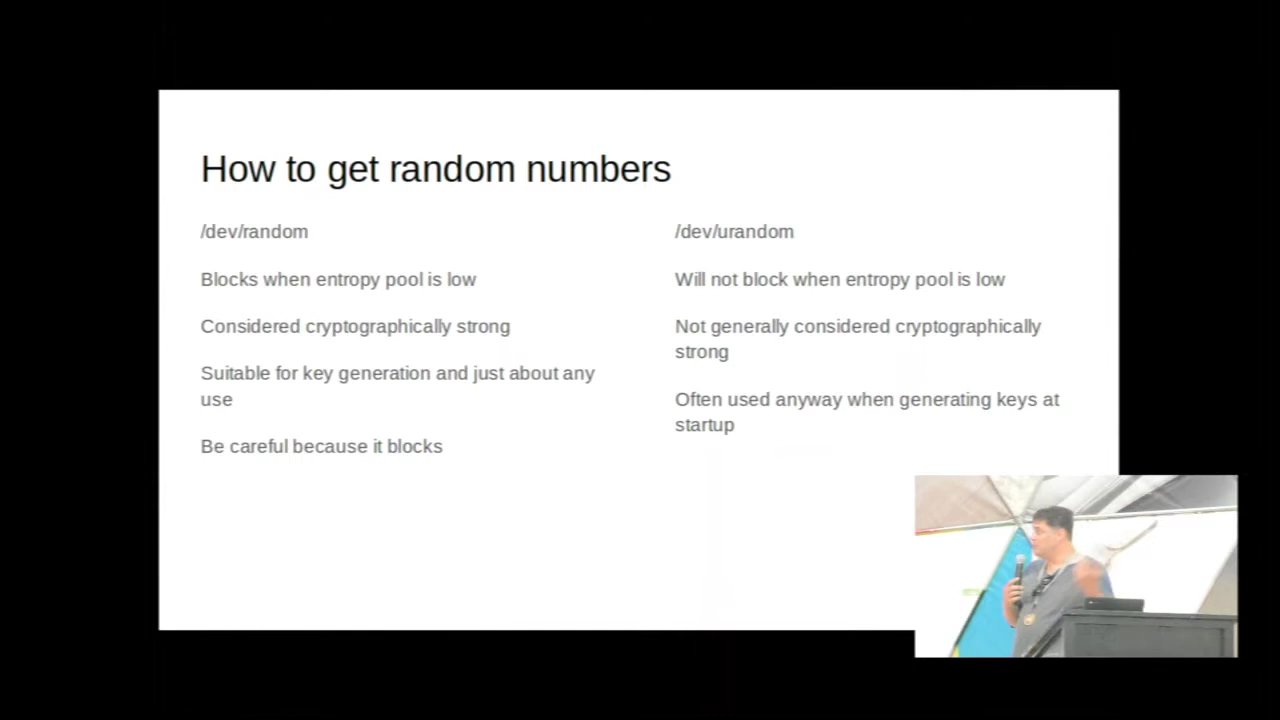 How to get random numbers
/dev/random
Blocks when entropy pool is low
Considered cryptographically strong
Suitable for key generation and just about any
use
Be careful because it blocks
/dev/urandom
Will not block when entropy pool is low
Not generally considered cryptographically
strong
Often used anyway when generating keys at
startup